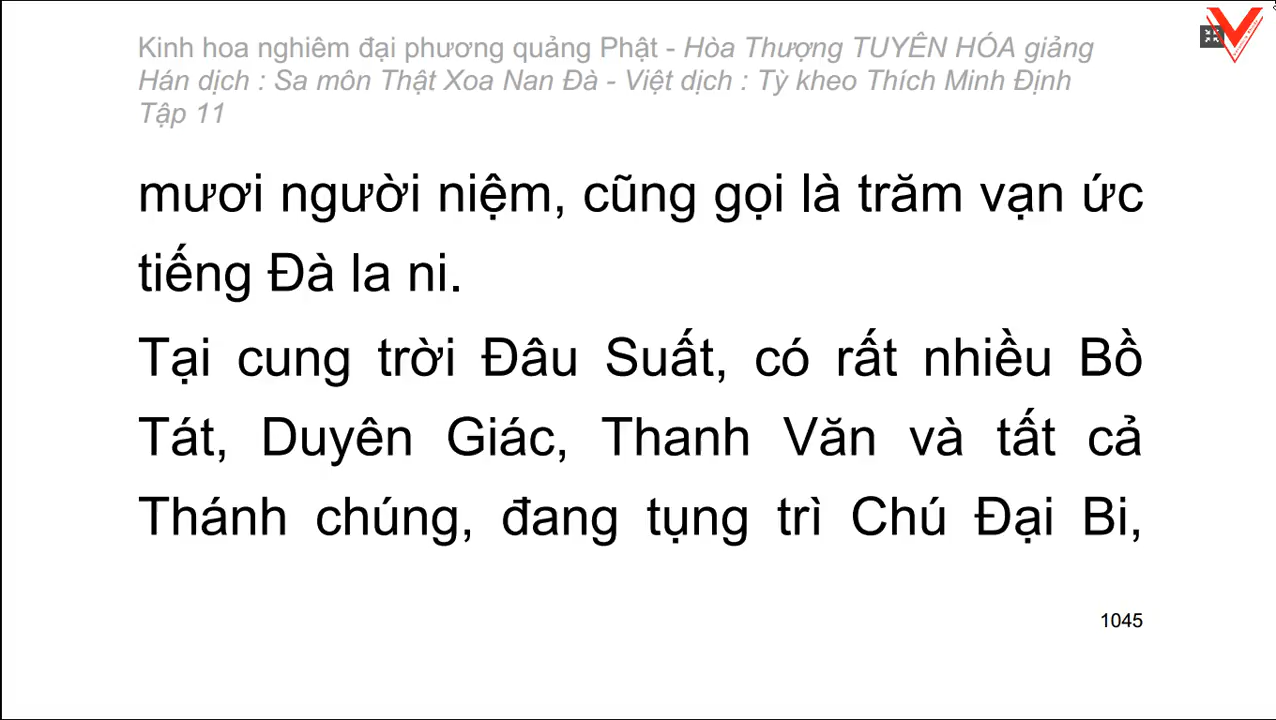 Kinh hoa nghiêm đại phương quảng Phật - Hòa Thượng TUYÊN HÓA giảng
Hán dịch : Sa môn Thật Xoa Nan Đà - Việt dịch : Tỳ kheo Thích Minh Định
Tập 11
mươi người niệm, cũng gọi là trăm vạn ức
tiếng Đà la ni.
Tại cung trời Đâu Suất, có rất nhiều Bồ
Tát, Duyên Giác, Thanh Văn và tất cả
Thánh chúng, đang tụng trì Chú Đại Bi,
1045